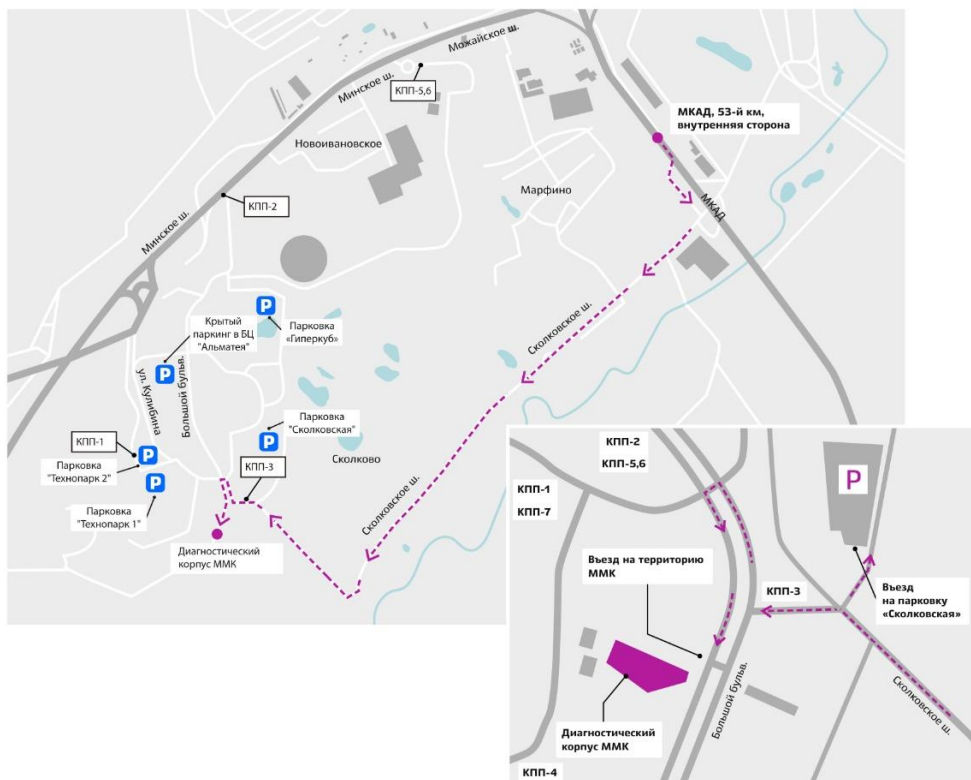 Можайское ш.
Минское ш.
КПП-5,6
МКАД, 53-й км,
внутренняя сторона
Новоивановское
Марфино
КПП-2
МКАД
Минское ш.
Крытый
паркинг в БЦ
"Альматея"
P
Парковка
«Гиперкуб»
Сколковское ш.
P
ул. Кулибина
Большой бульв.
Парковка
"Сколковская"
P
КПП-1
P
Парковка
"Технопарк 2"
КПП-3
Сколково
P
Парковка
"Технопарк 1"
Сколковское ш.
Диагностический
корпус ММК
КПП-2
КПП-5,6
КПП-1
КПП-7
P
Въезд на территорию
ММК
КПП-3
Въезд
на парковку
«Сколковская»
Большой бульв.
Сколковское ш.
Диагностический
корпус ММК
КПП-4